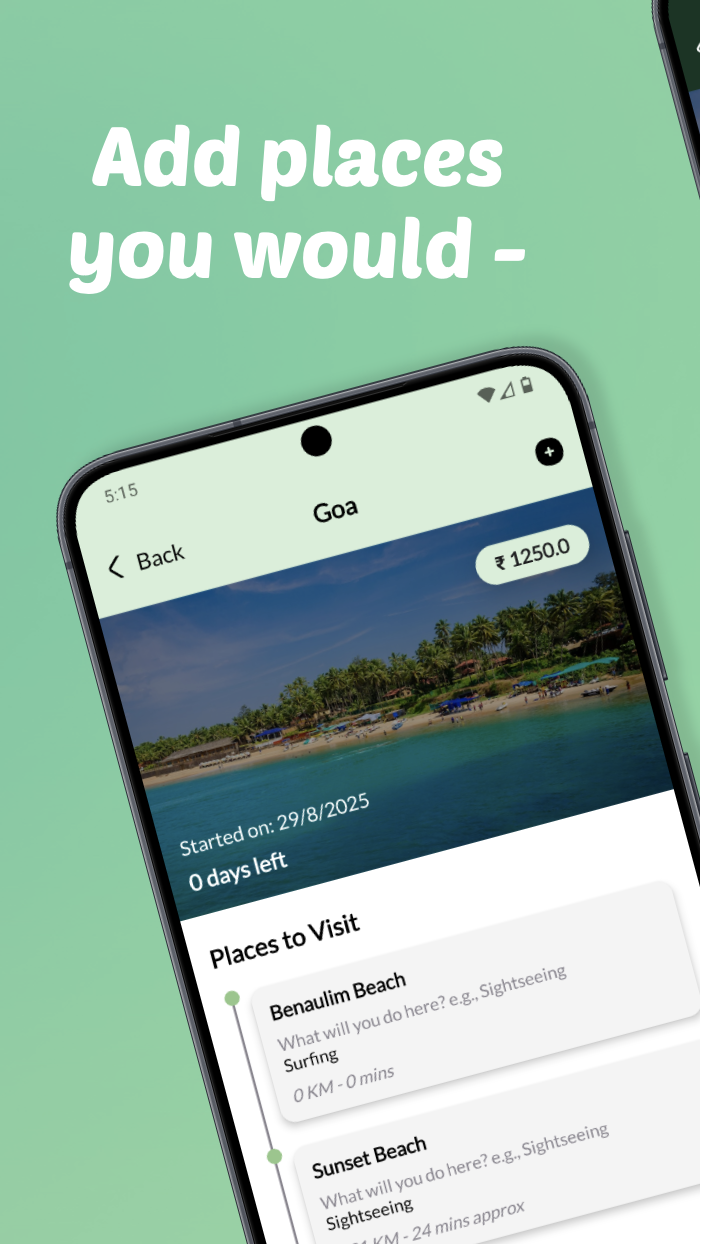 Add places
you would -
5:15
Back
Goa
₹ 1250.0
Started on: 29/8/2025
0 days left
Places to Visit
Benaulim Beach
What will you do here? e.g., Sightseeing
Surfing
0 KM - 0 mins
Sunset Beach
What will you do here? e.g., Sightseeing
Sightseeing
KM - 24 mins approx